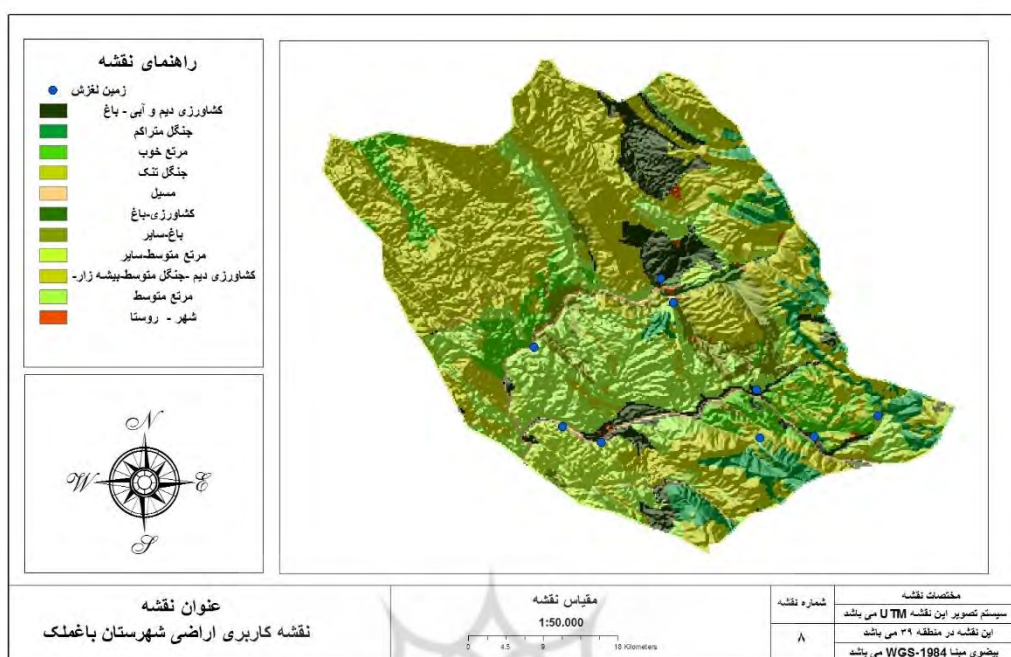 راهنمای نقشه
زمین لغزش
کشاورزی دیم و آبی - باغ
جنگل متراکم
مرتع خوب
جنگل تنک
مسیل
کشاورزی-باغ
باغ-سایر
مرتع متوسط-سایر
کشاورزی دیم -جنگل متوسط-بیشه زار-
مرتع متوسط
شهر - روستا
N
W E
S
عنوان نقشه
نقشه کاربری اراضی شهرستان باغملک
مقیاس نقشه
1:50.000
0 4.5 9 18 Kilometers
شماره نقشه
۸
مختصات نقشه
سیستم تصویر این نقشه UTM می باشد
این نقشه در منطقه ۳۹ می باشد
بیضوی مبنا WGS-1984 می باشد